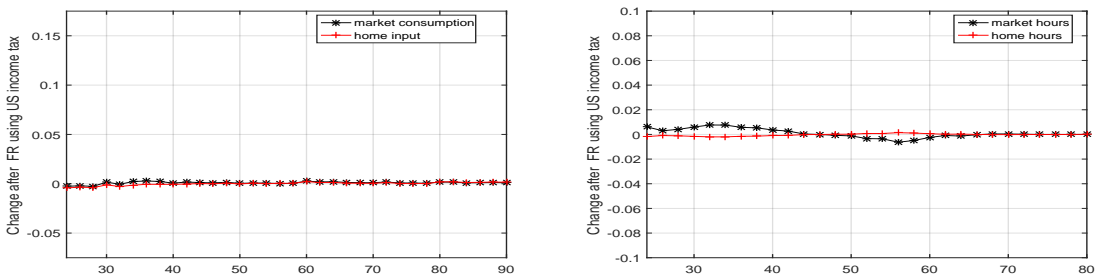 Change after FR using US income tax
0.15
0.1
0.05
0
-0.05
30 40 50 60 70 80 90
market consumption
home input
Change after FR using US income tax
0.1
0.08
0.06
0.04
0.02
0
-0.02
-0.04
-0.06
-0.08
-0.1
30 40 50 60 70 80
market hours
home hours